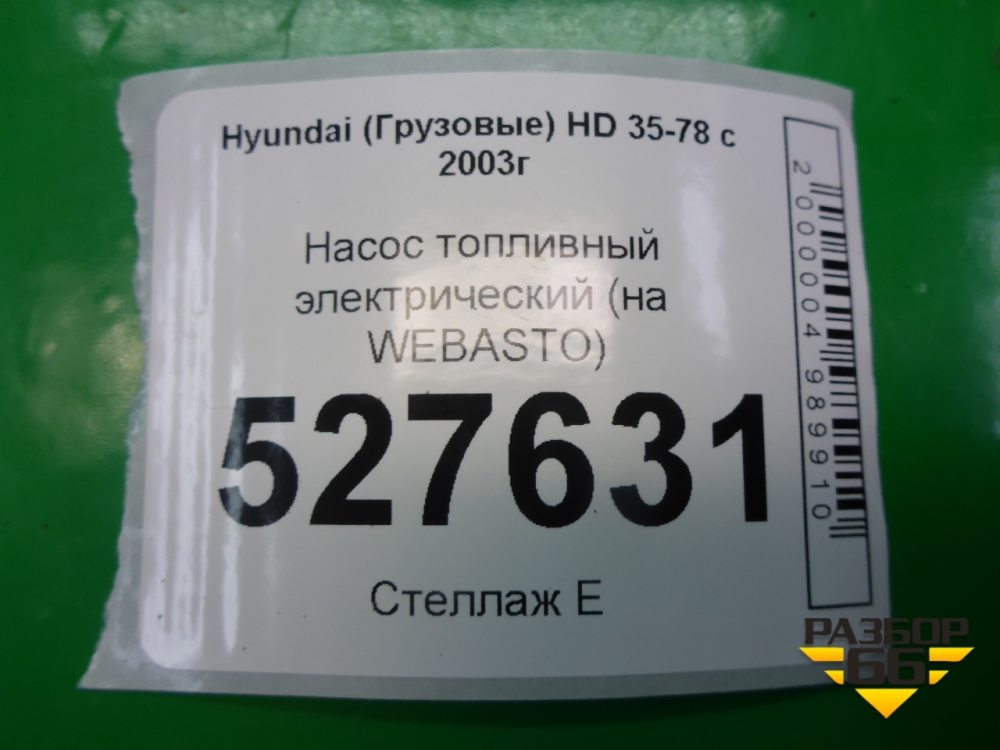 Hyundai (Грузовые) HD 35-78 с
2003г
Насос топливный
электрический (на
WEBASTO)
527631
Стеллаж Е
2000004989910
РАЗБОР
66